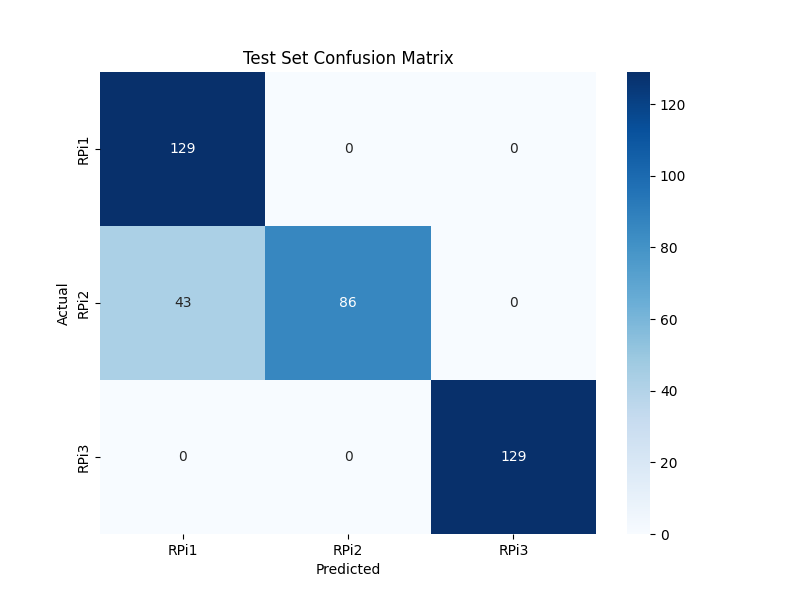 Test Set Confusion Matrix
Actual
RPi1
129 0 0
RPi2
43 86 0
RPi3
0 0 129
RPi1 RPi2 RPi3
Predicted
120
100
80
60
40
20
0